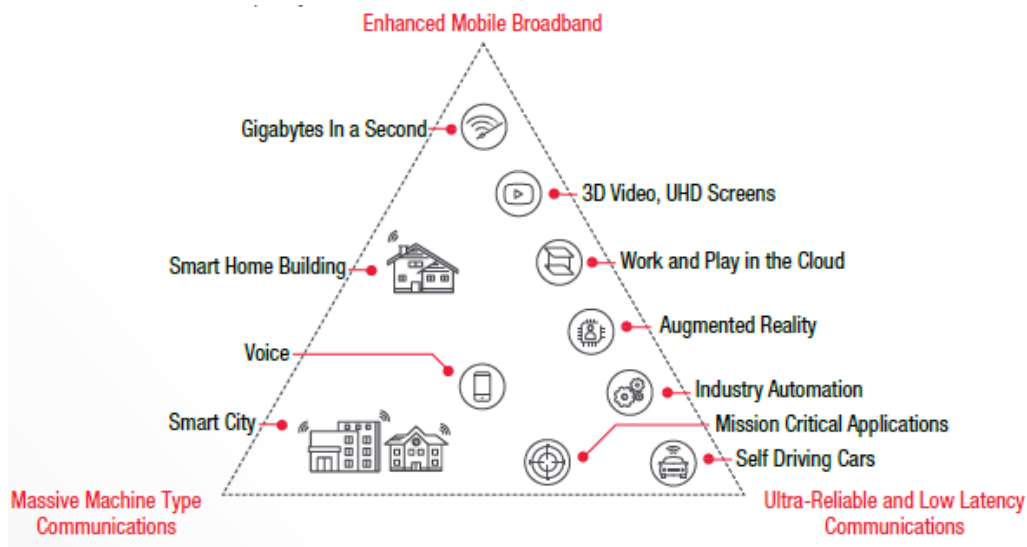 Enhanced Mobile Broadband
Gigabytes In a Second
3D Video, UHD Screens
Smart Home Building
Work and Play in the Cloud
Augmented Reality
Voice
Industry Automation
Smart City
Mission Critical Applications
Self Driving Cars
Massive Machine Type
Communications
Ultra-Reliable and Low Latency
Communications